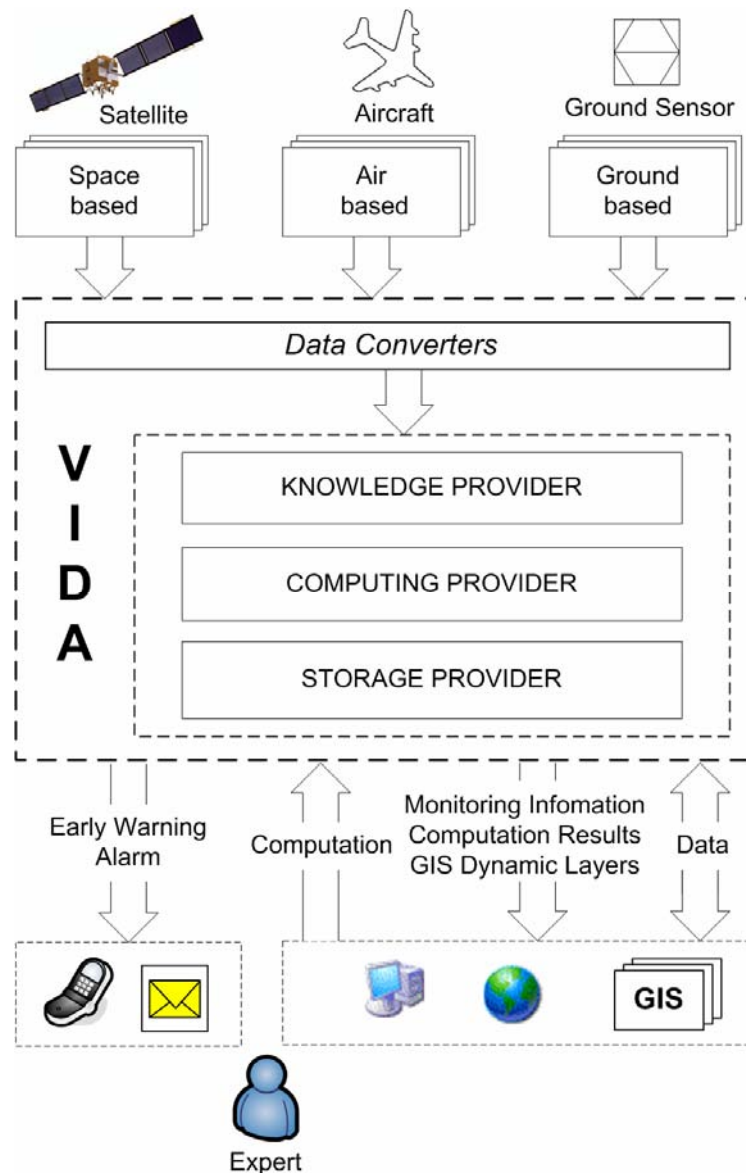 Satellite
Aircraft
Ground Sensor
Space
based
Air
based
Ground
based
Data Converters
V
I
D
A
KNOWLEDGE PROVIDER
COMPUTING PROVIDER
STORAGE PROVIDER
Early Warning
Alarm
Computation
Monitoring Infomation
Computation Results
GIS Dynamic Layers
Data
GIS
Expert